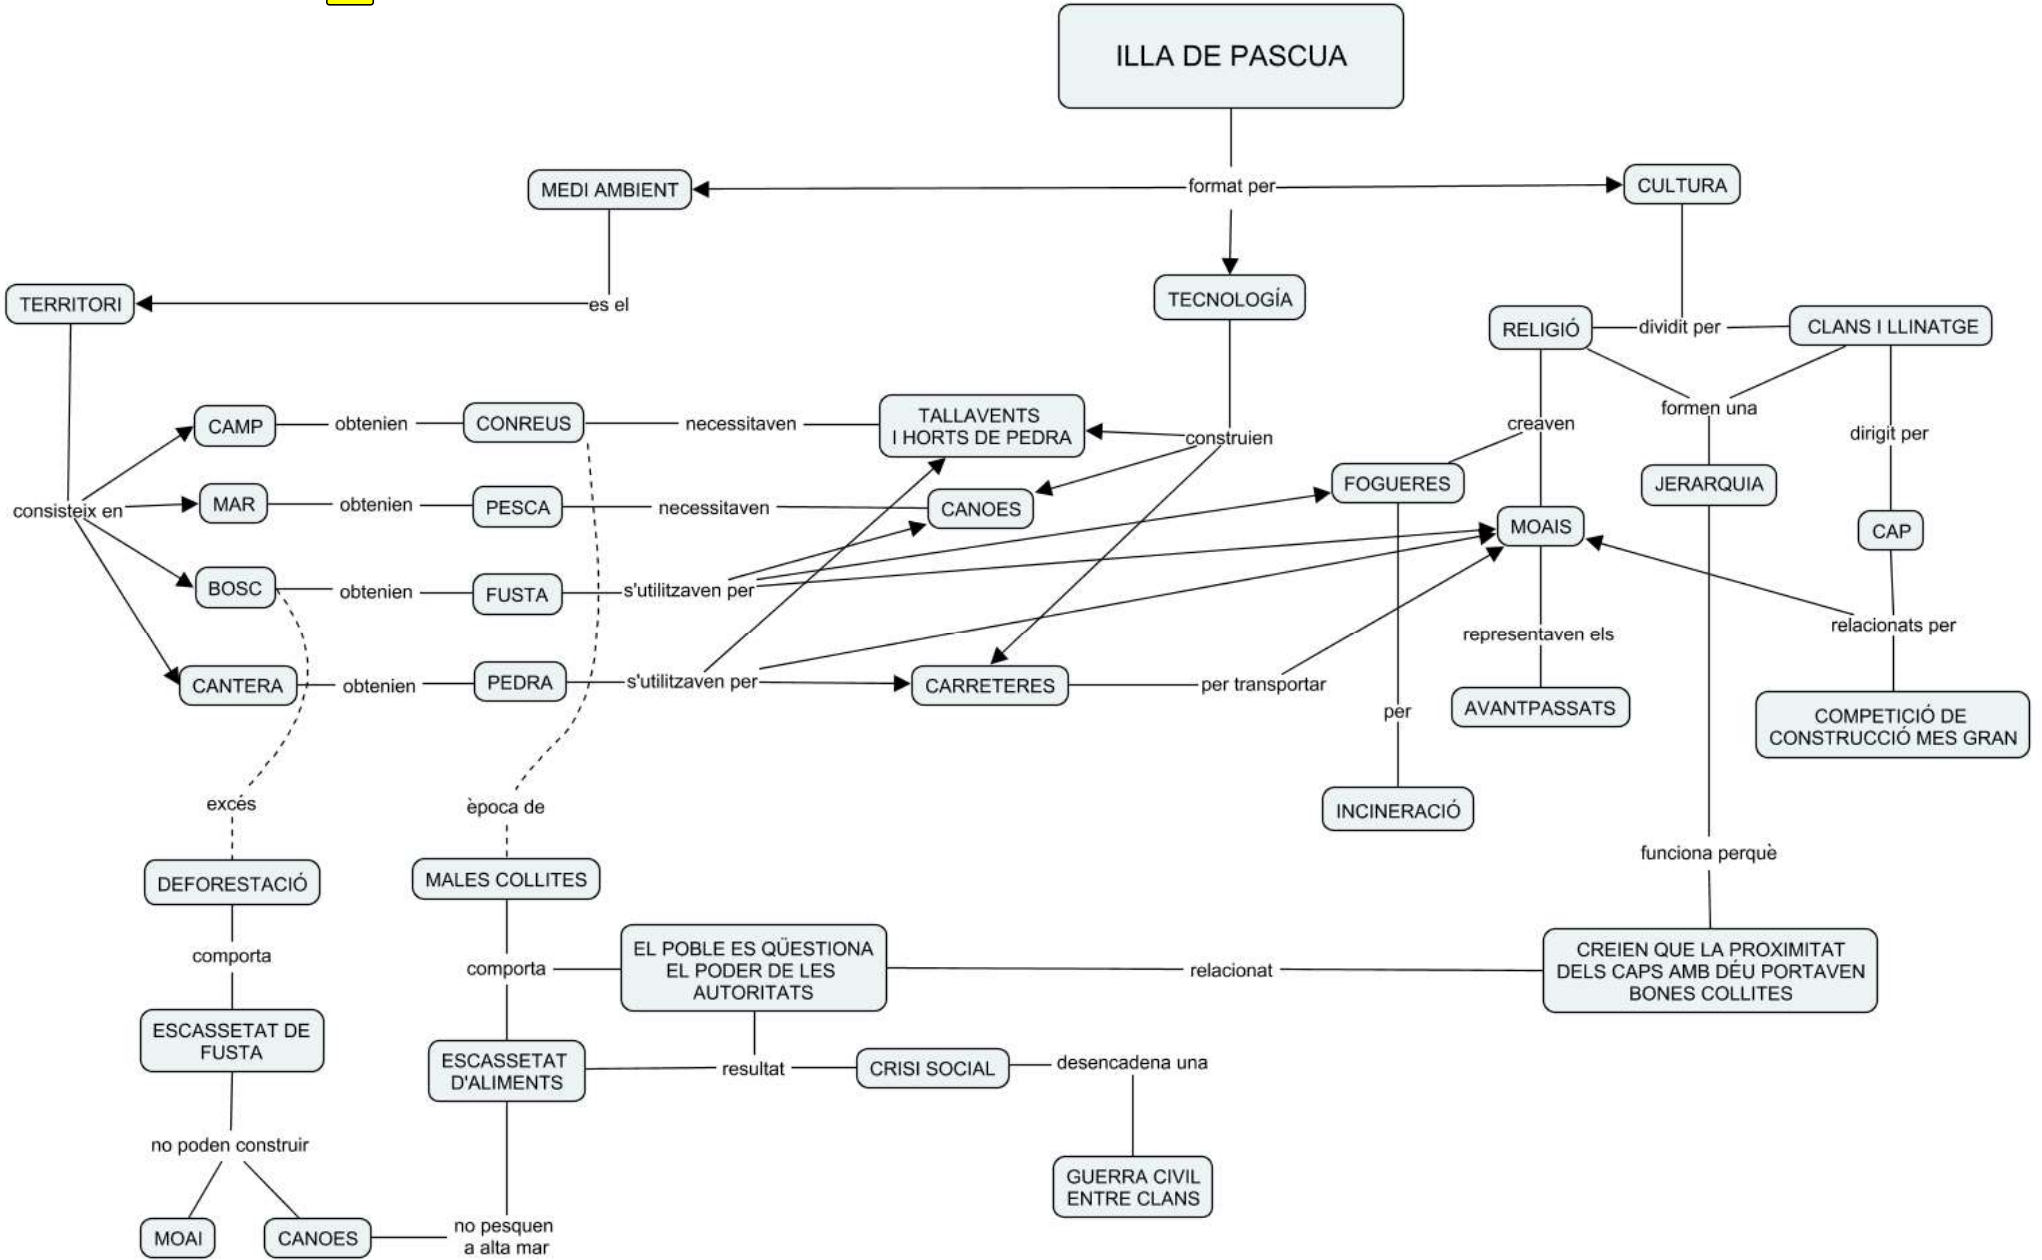 ILLA DE PASCUA
MEDI AMBIENT
format per
CULTURA
TERRITORI
es el
TECNOLOGÍA
RELIGIÓ
dividit per
CLANS I LLINATGE
CAMP
obtenien
CONREUS
necessitaven
TALLAVENTS
I HORTS DE PEDRA
construien
creaven
formen una
dirigit per
consisteix en
MAR
obtenien
PESCA
necessitaven
CANOES
FOGUERES
JERARQUIA
MOAIS
CAP
BOSC
obtenien
FUSTA
s'utilitzaven per
representaven els
relacionats per
CANTERA
obtenien
PEDRA
s'utilitzaven per
CARRETERES
per transportar
per
AVANTPASSATS
COMPETICIÓ DE
CONSTRUCCIÓ MES GRAN
excés
època de
INCINERACIÓ
funciona perquè
DEFORESTACIÓ
MALES COLLITES
comporta
comporta
EL POBLE ES QÜESTIONA
EL PODER DE LES
AUTORITATS
relacionat
CREIEN QUE LA PROXIMITAT
DELS CAPS AMB DÉU PORTAVEN
BONES COLLITES
ESCASSETAT DE
FUSTA
ESCASSETAT
D'ALIMENTS
resultat
CRISI SOCIAL
desencadena una
no poden construir
GUERRA CIVIL
ENTRE CLANS
MOAI
CANOES
no pesquen
a alta mar